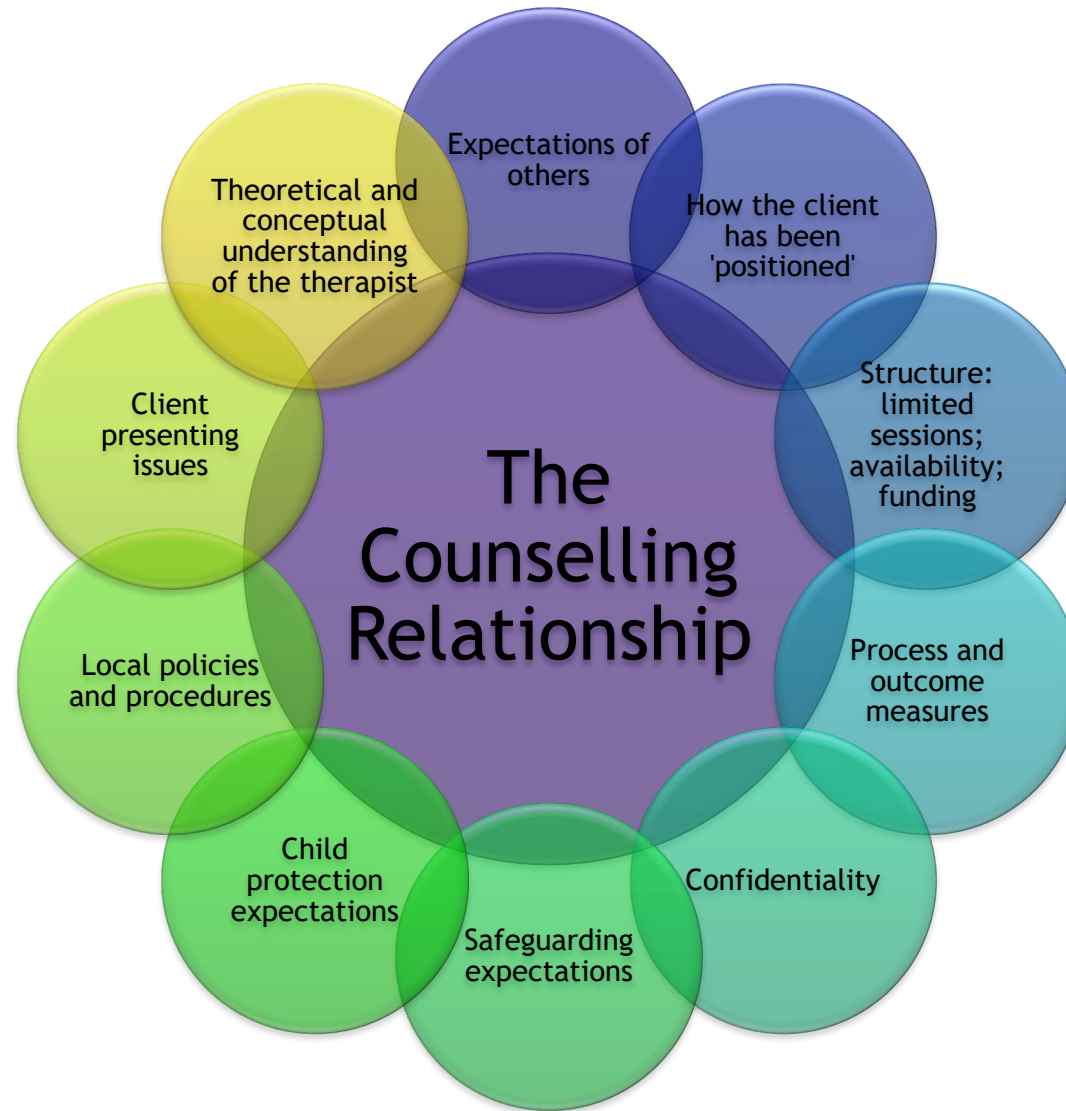 Expectations of
others
How the client
has been
'positioned'
Structure:
limited
sessions;
availability;
funding
Process and
outcome
measures
Confidentiality
Safeguarding
expectations
Child
protection
expectations
Local policies
and procedures
Client
presenting
issues
Theoretical and
conceptual
understanding
of the therapist
The
Counselling
Relationship